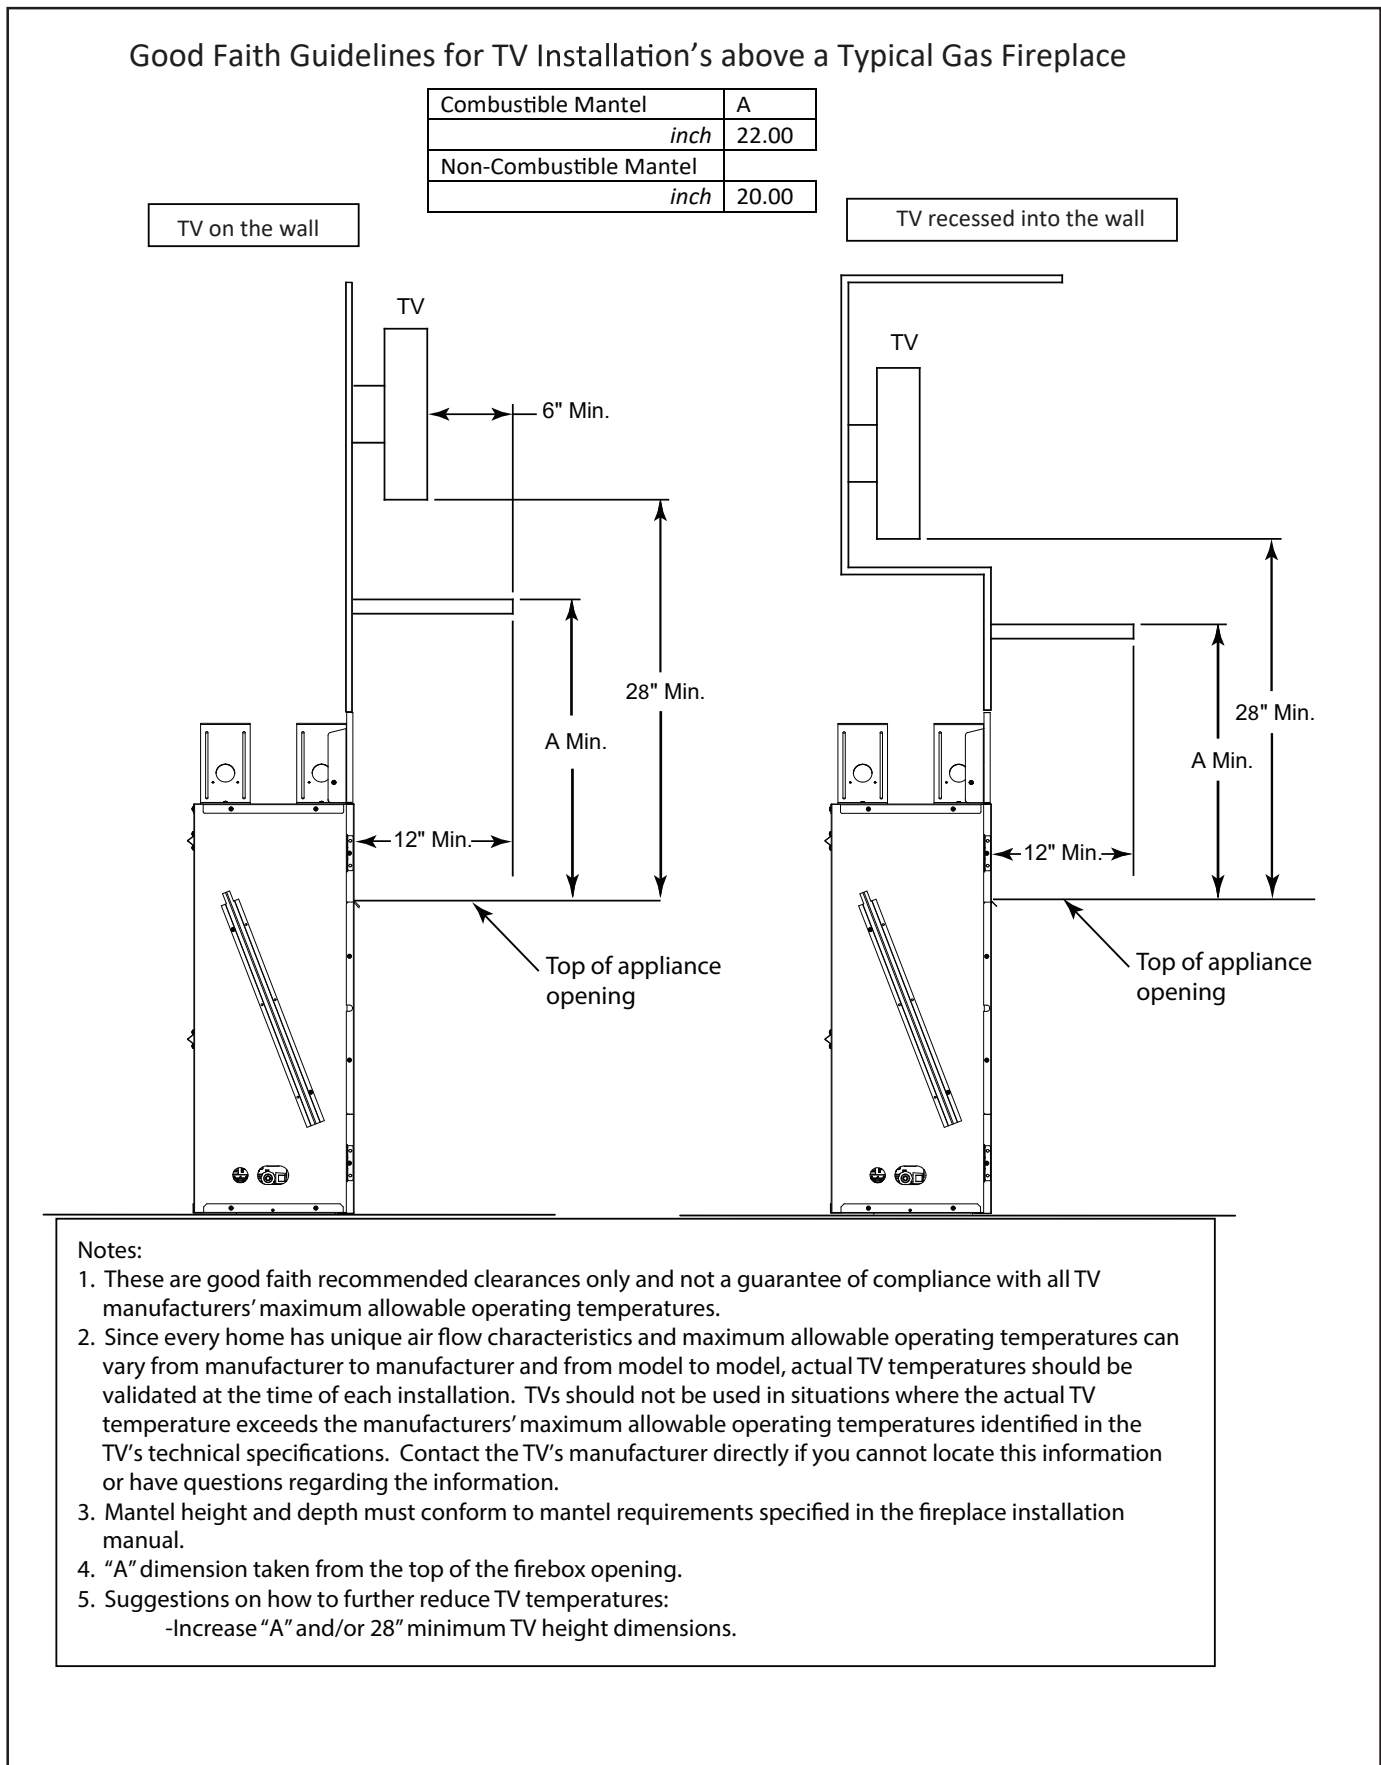 Good Faith Guidelines for TV Installation's above a Typical Gas Fireplace
Combustible Mantel A
inch 22.00
Non-Combustible Mantel
inch 20.00
TV on the wall
TV recessed into the wall
TV
6" Min.
28" Min.
A Min.
12" Min.
Top of appliance
opening
TV
28" Min.
A Min.
12" Min.
Top of appliance
opening
Notes:
1. These are good faith recommended clearances only and not a guarantee of compliance with all TV
manufacturers’ maximum allowable operating temperatures.
2. Since every home has unique air flow characteristics and maximum allowable operating temperatures can
vary from manufacturer to manufacturer and from model to model, actual TV temperatures should be
validated at the time of each installation. TVs should not be used in situations where the actual TV
temperature exceeds the manufacturers’ maximum allowable operating temperatures identified in the
TV’s technical specifications. Contact the TV’s manufacturer directly if you cannot locate this information
or have questions regarding the information.
3. Mantel height and depth must conform to mantel requirements specified in the fireplace installation
manual.
4. “A” dimension taken from the top of the firebox opening.
5. Suggestions on how to further reduce TV temperatures:
-Increase “A” and/or 28” minimum TV height dimensions.